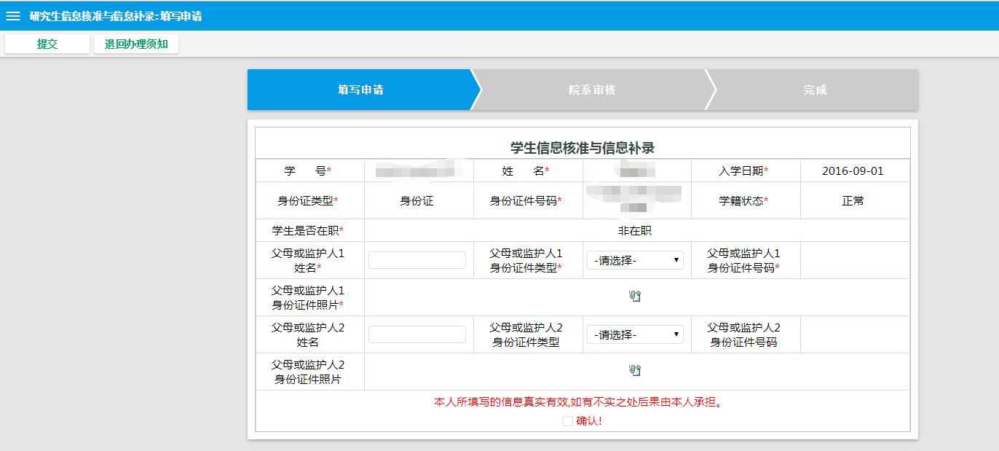 研究生信息核准与信息补录:填写申请
提交 退回办理须知
填写申请 院系审核 完成
学生信息核准与信息补录
学 号* 姓 名* 入学日期* 2016-09-01
身份证类型* 身份证 身份证件号码* 学籍状态* 正常
学生是否在职* 非在职
父母或监护人1
姓名*
父母或监护人1
身份证件类型*
-请选择-
父母或监护人1
身份证件号码*
父母或监护人1
身份证件照片*
父母或监护人2
姓名
父母或监护人2
身份证件类型
-请选择-
父母或监护人2
身份证件号码
父母或监护人2
身份证件照片
本人所填写的信息真实有效,如有不实之处后果由本人承担。
确认!